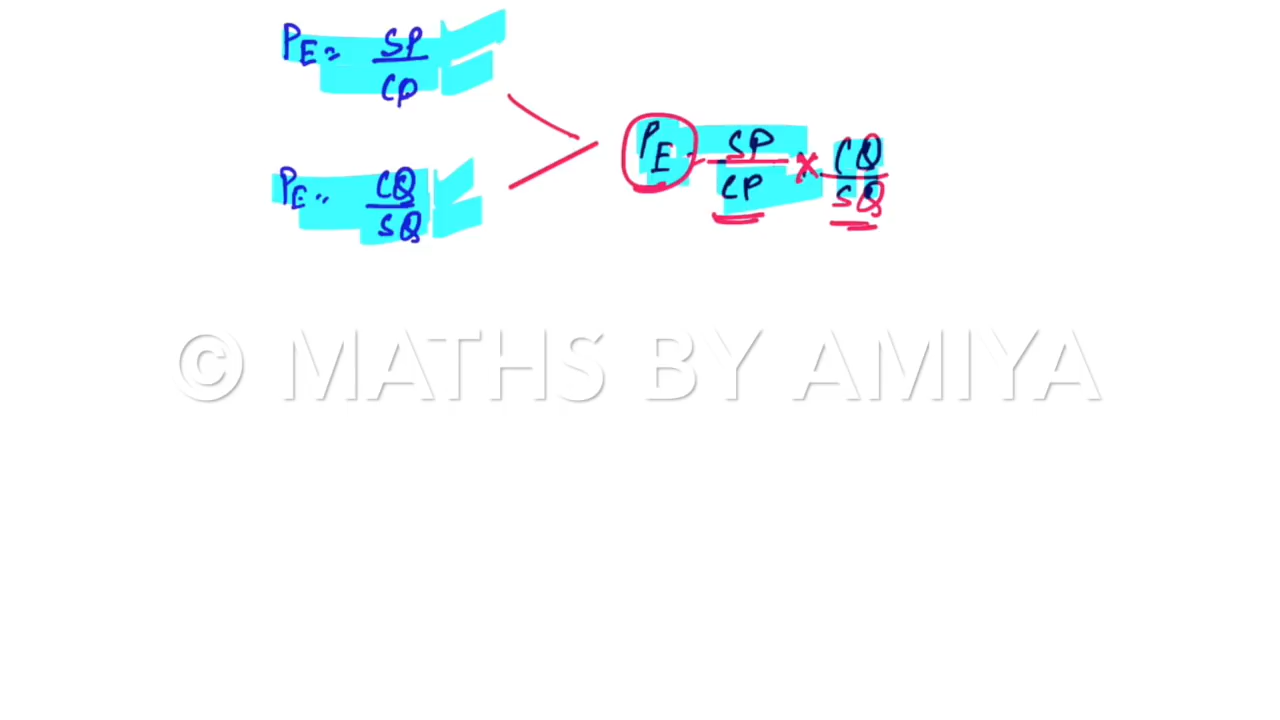 PE = SP/CP
PE = CQ/SQ
PE = SP/CP × CQ/SQ
© MATHS BY AMIYA